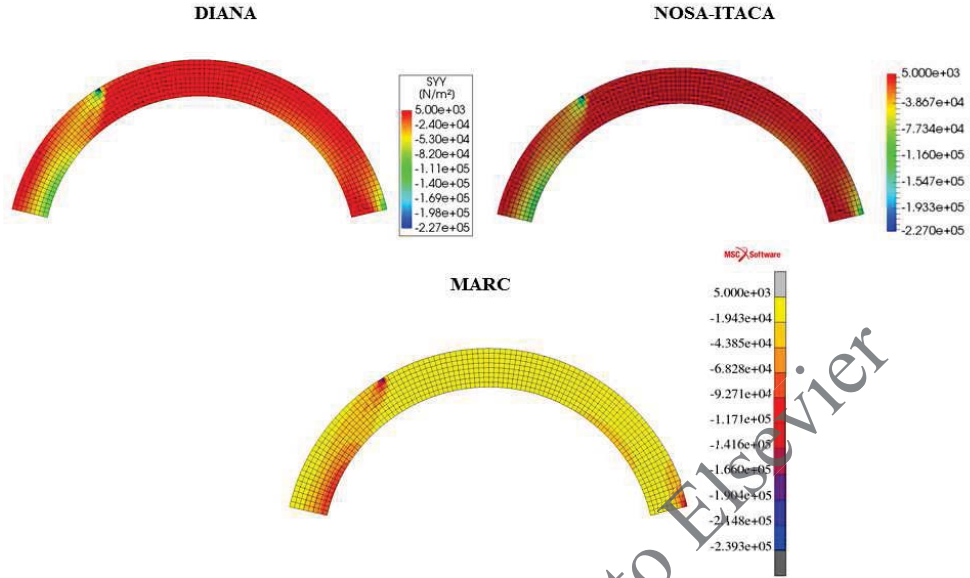 DIANA
NOSA-ITACA
SYY
(N/m²)
5.00e+03
-2.40e+04
-5.30e+04
-8.20e+04
-1.11e+05
-1.40e+05
-1.69e+05
-1.98e+05
-2.27e+05
5.000e+03
-3.867e+04
-7.734e+04
-1.160e+05
-1.547e+05
-1.933e+05
-2.270e+05
MSC Software
MARC
5.000e+03
-1.943e+04
-4.385e+04
-6.828e+04
-9.271e+04
-1.171e+05
-1.416e+05
-1.660e+05
-1.904e+05
-2.148e+05
-2.393e+05
to Elsevier